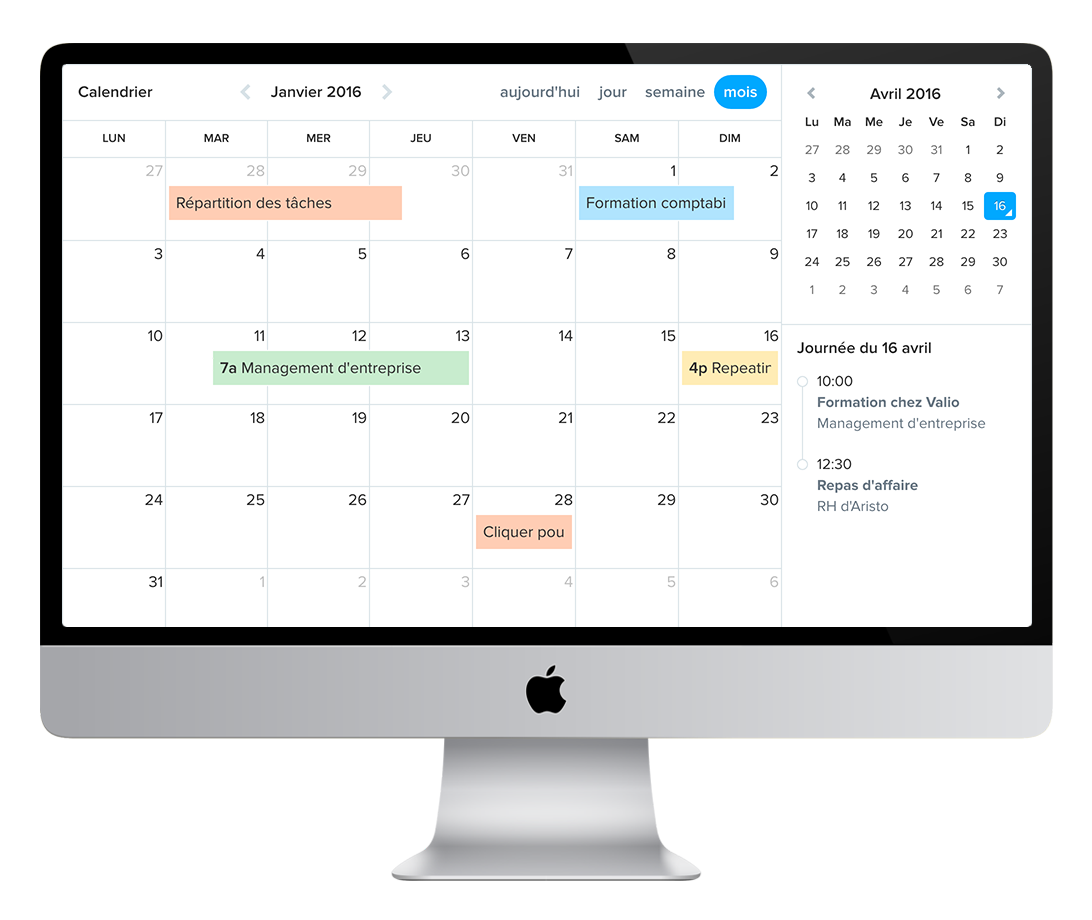 Calendrier
Janvier 2016
aujourd'hui jour semaine mois
LUN MAR MER JEU VEN SAM DIM
27 28 29 30 31 1 2
Répartition des tâches
Formation comptabi
3 4 5 6 7 8 9
10 11 12 13 14 15 16
7a Management d'entreprise
4p Repeatin
17 18 19 20 21 22 23
24 25 26 27 28 29 30
Cliquer pou
31 1 2 3 4 5 6
Avril 2016
Lu Ma Me Je Ve Sa Di
27 28 29 30 31 1 2
3 4 5 6 7 8 9
10 11 12 13 14 15 16
17 18 19 20 21 22 23
24 25 26 27 28 29 30
1 2 3 4 5 6 7
Journée du 16 avril
10:00
Formation chez Valio
Management d'entreprise
12:30
Repas d'affaire
RH d'Aristo